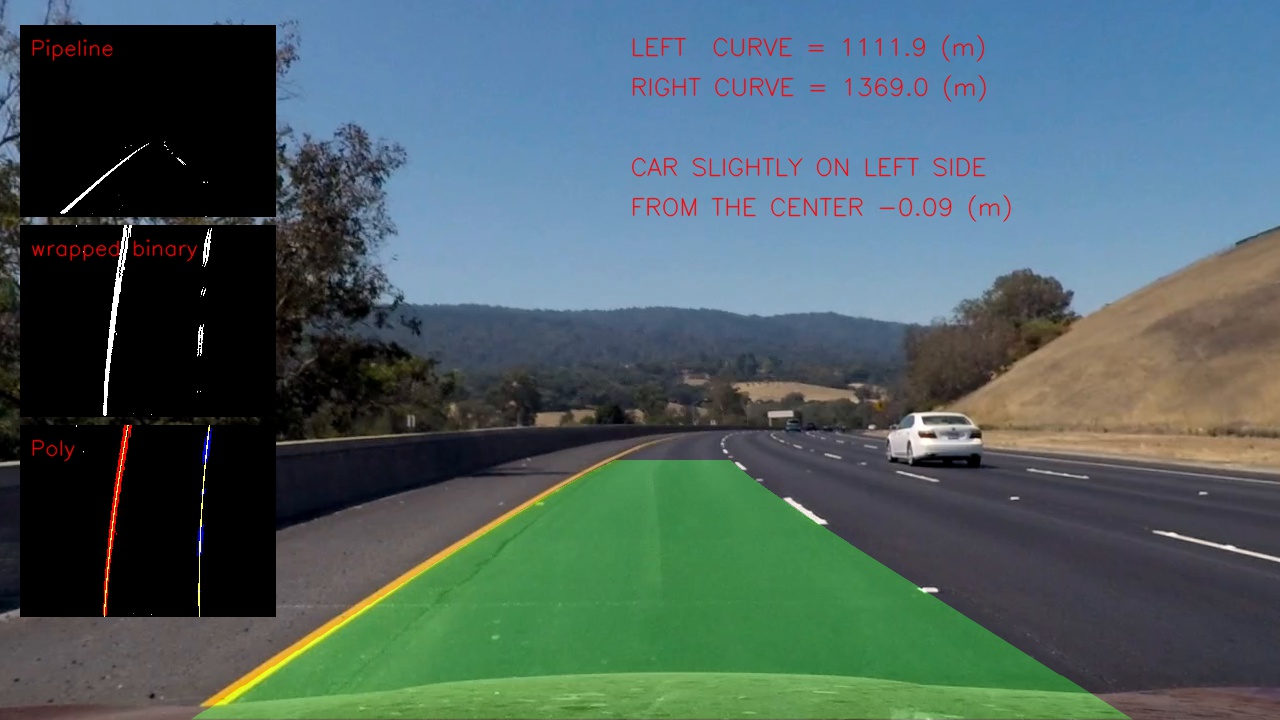 Pipeline
wrapped binary
Poly
LEFT CURVE = 1111.9 (m)
RIGHT CURVE = 1369.0 (m)
CAR SLIGHTLY ON LEFT SIDE
FROM THE CENTER -0.09 (m)